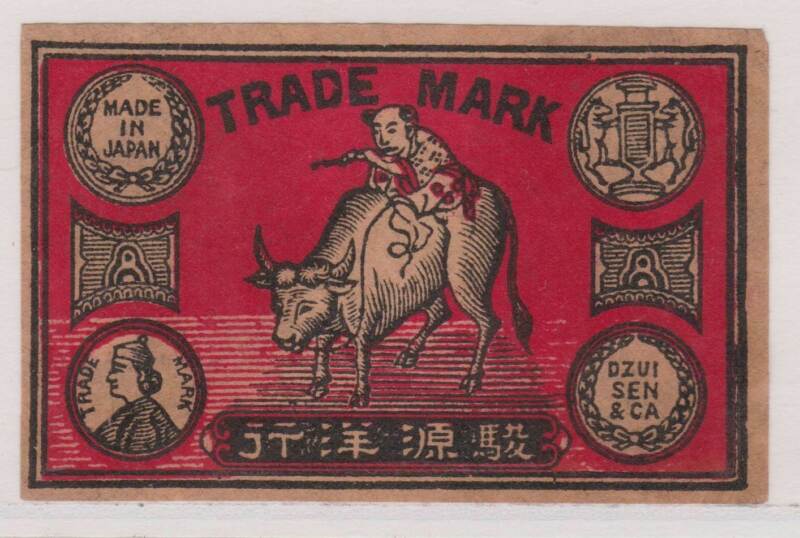 TRADE MARK
MADE
IN
JAPAN
TRADE MARK
DZUI
SEN
& CA
行洋源駿